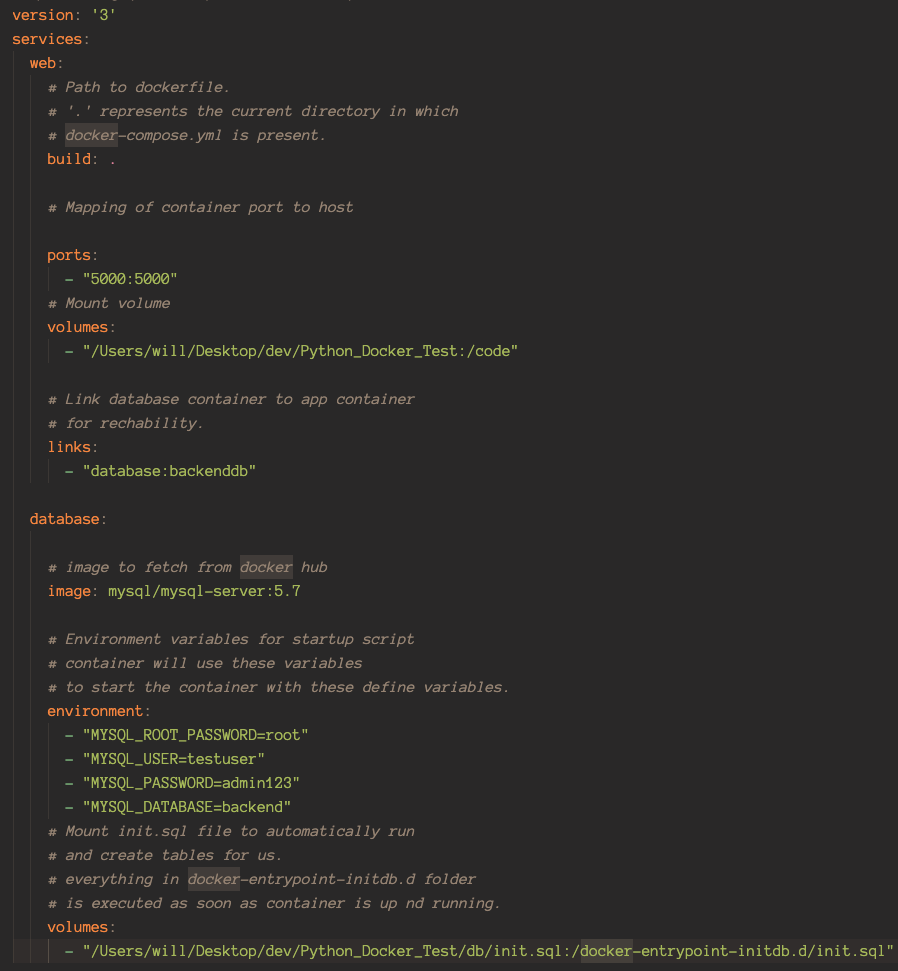 version: '3'
services:
  web:
    # Path to dockerfile.
    # '.' represents the current directory in which
    # docker-compose.yml is present.
    build: .

    # Mapping of container port to host

    ports:
      - "5000:5000"
    # Mount volume
    volumes:
      - "/Users/will/Desktop/dev/Python_Docker_Test:/code"

    # Link database container to app container
    # for rechability.
    links:
      - "database:backenddb"

  database:

    # image to fetch from docker hub
    image: mysql/mysql-server:5.7

    # Environment variables for startup script
    # container will use these variables
    # to start the container with these define variables.
    environment:
      - "MYSQL_ROOT_PASSWORD=root"
      - "MYSQL_USER=testuser"
      - "MYSQL_PASSWORD=admin123"
      - "MYSQL_DATABASE=backend"
    # Mount init.sql file to automatically run
    # and create tables for us.
    # everything in docker-entrypoint-initdb.d folder
    # is executed as soon as container is up nd running.
    volumes:
      - "/Users/will/Desktop/dev/Python_Docker_Test/db/init.sql:/docker-entrypoint-initdb.d/init.sql"